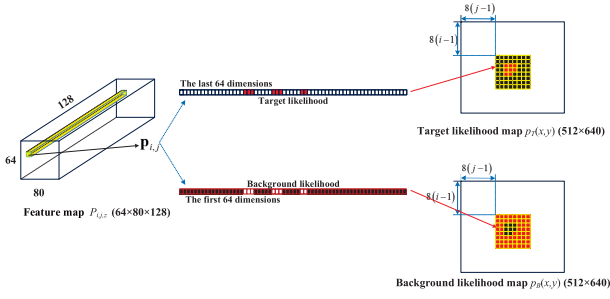 128
64
80
Feature map P_{i,j,z} (64×80×128)
P_{i,j}
The last 64 dimensions
Target likelihood
Background likelihood
The first 64 dimensions
8(j−1)
8(i−1)
Target likelihood map p_T(x,y) (512×640)
8(j−1)
8(i−1)
Background likelihood map p_B(x,y) (512×640)